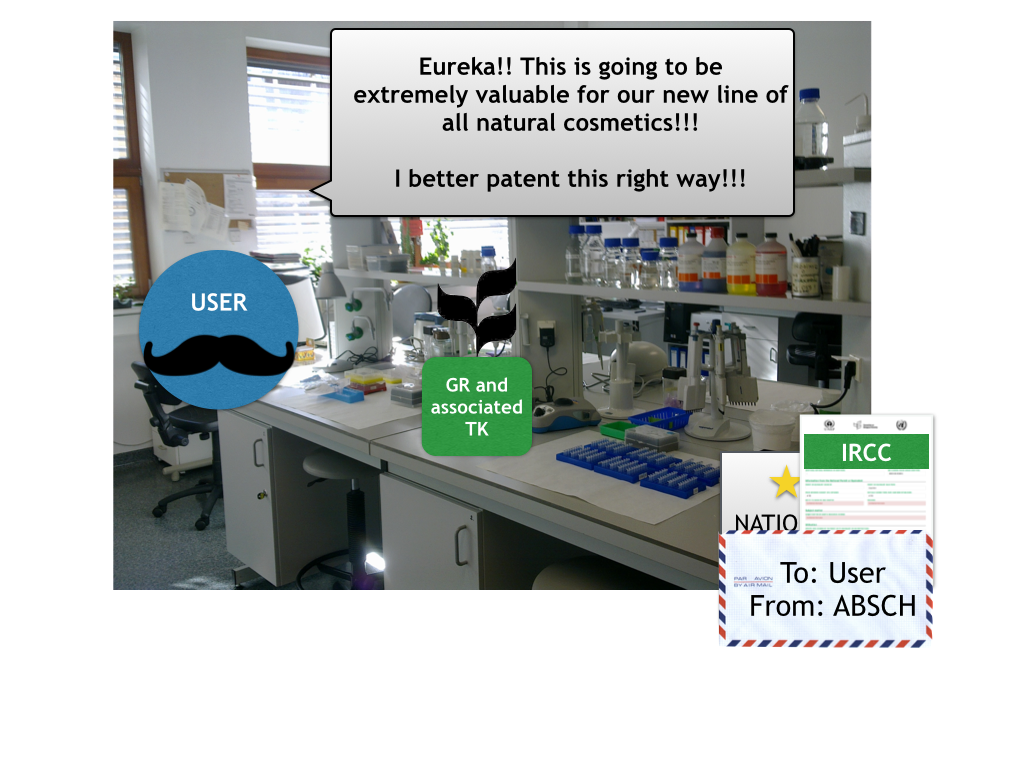 Eureka!! This is going to be
extremely valuable for our new line of
all natural cosmetics!!!
I better patent this right way!!!
USER
GR and
associated
TK
IRCC
NATIO
PAR AVION
BY AIR MAIL
To: User
From: ABSCH